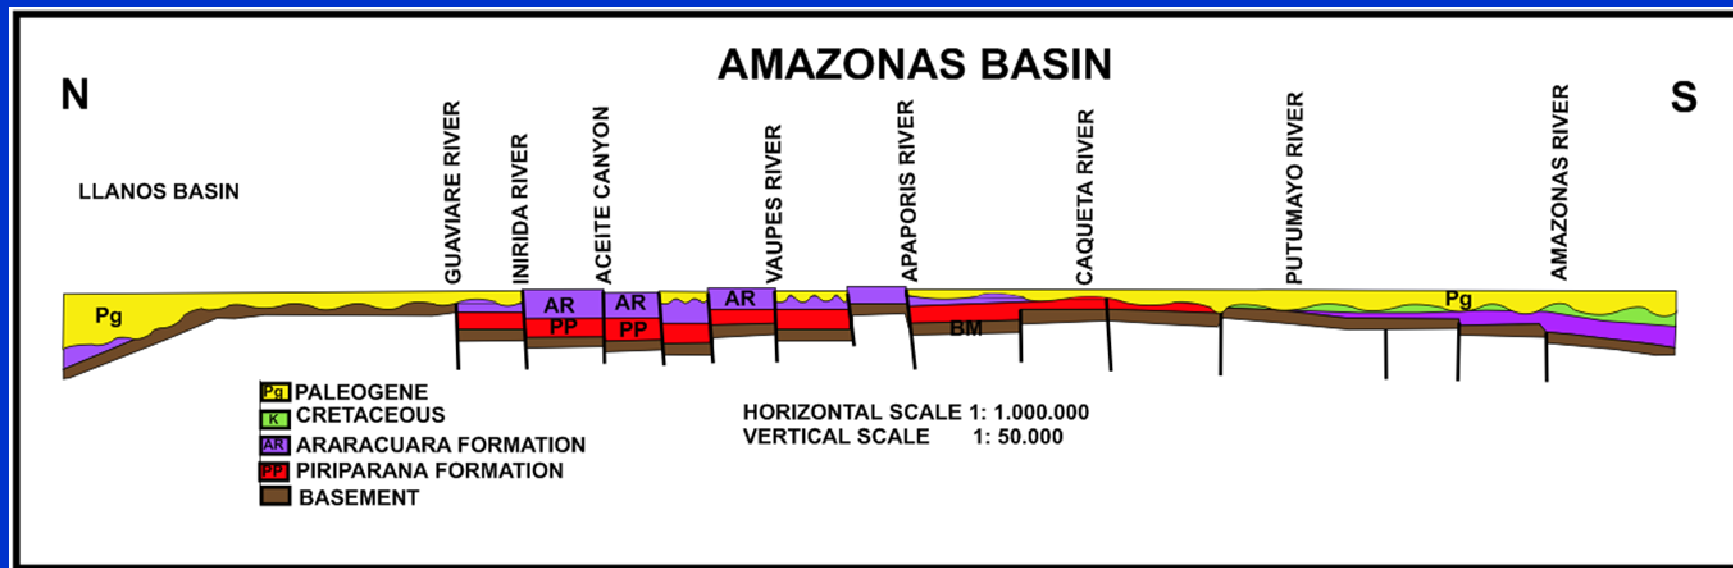 AMAZONAS BASIN
N
S
LLANOS BASIN
GUAVIARE RIVER
INIRIDA RIVER
ACEITE CANYON
VAUPES RIVER
APAPORIS RIVER
CAQUETA RIVER
PUTUMAYO RIVER
AMAZONAS RIVER
Pg
AR
AR
AR
Pg
PP
PP
BM
Pg PALEOGENE
K CRETACEOUS
AR ARARACUARA FORMATION
PP PIRIPARANA FORMATION
BASEMENT
HORIZONTAL SCALE 1: 1.000.000
VERTICAL SCALE 1: 50.000